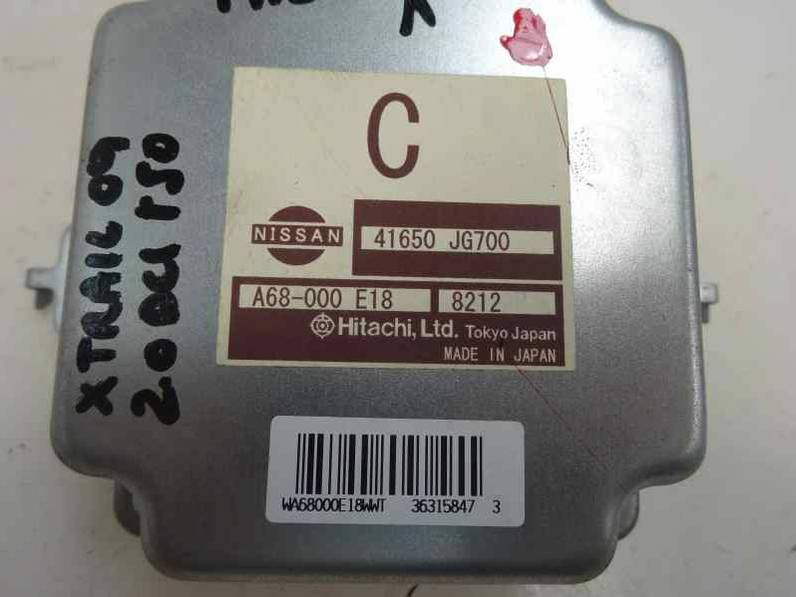 C
NISSAN
41650 JG700
A68-000 E18 8212
Hitachi, Ltd. Tokyo Japan
MADE IN JAPAN
WA68000E18WWT 36315847 3
XTRAIL 09
2.0 DCI 150